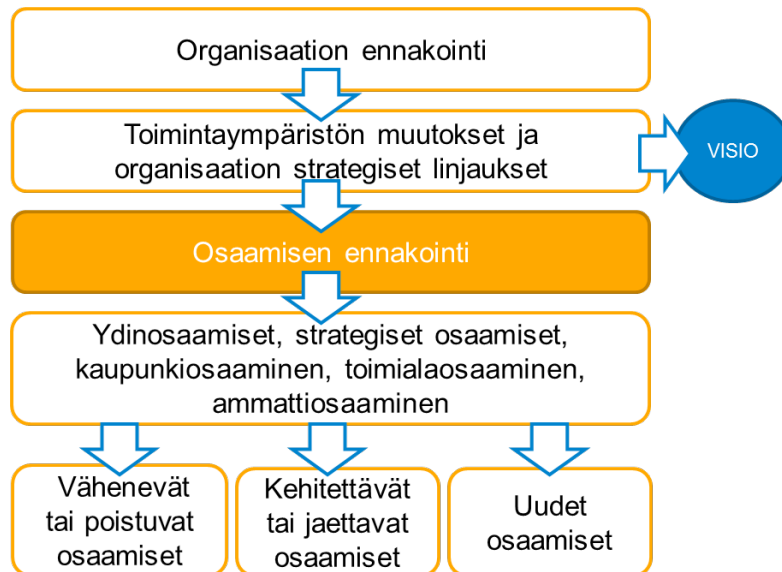 Organisaation ennakointi
Toimintaympäristön muutokset ja
organisaation strategiset linjaukset
VISIO
Osaamisen ennakointi
Ydinosaamiset, strategiset osaamiset,
kaupunkiosaaminen, toimialaosaaminen,
ammattiosaaminen
Vähenevät
tai poistuvat
osaamiset
Kehitettävät
tai jaettavat
osaamiset
Uudet
osaamiset